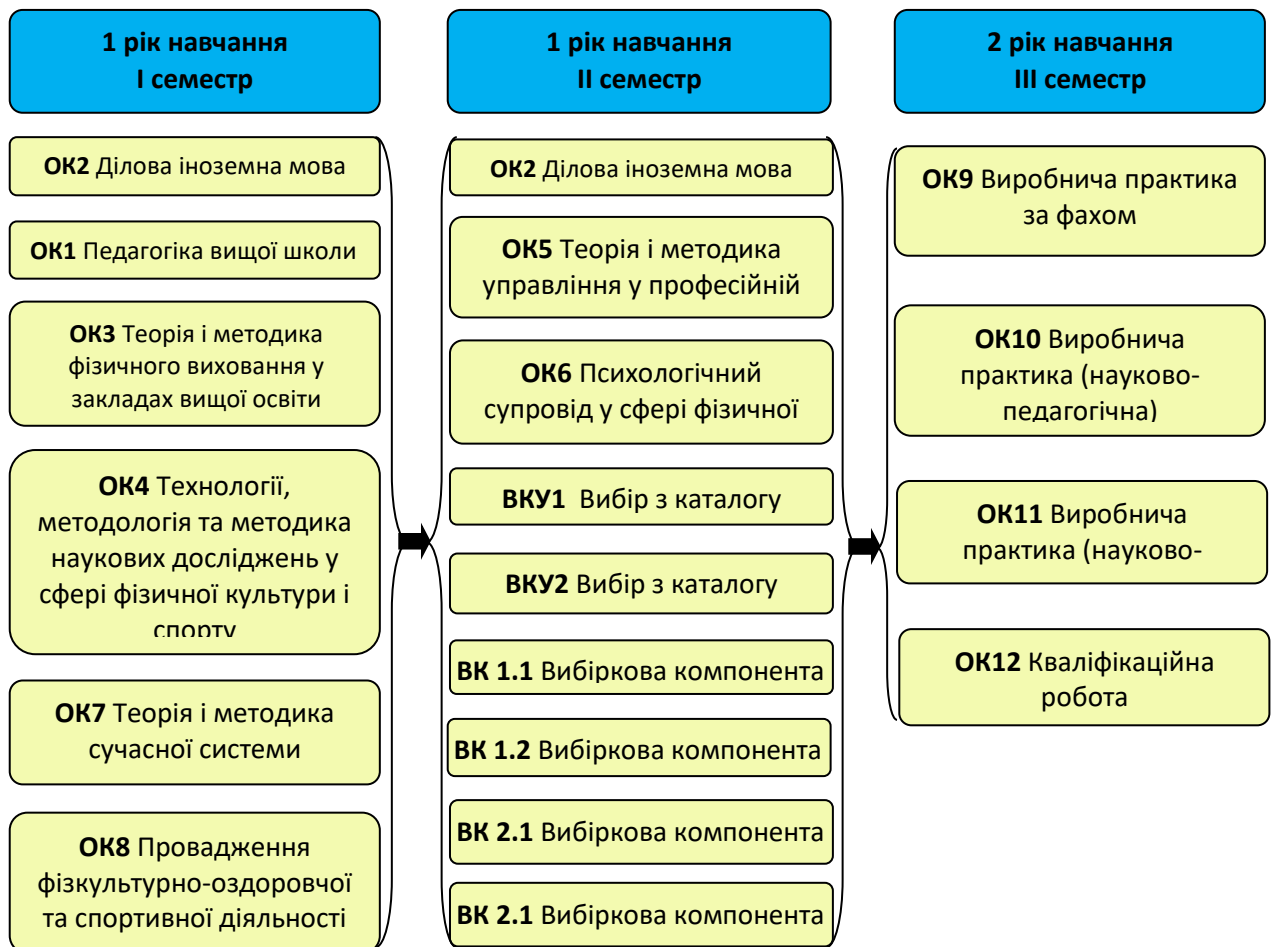 1 рік навчання
І семестр
ОК2 Ділова іноземна мова
ОК1 Педагогіка вищої школи
ОК3 Теорія і методика
фізичного виховання у
закладах вищої освіти
ОК4 Технології,
методологія та методика
наукових досліджень у
сфері фізичної культури і
спорту
ОК7 Теорія і методика
сучасної системи
ОК8 Провадження
фізкультурно-оздоровчої
та спортивної діяльності
1 рік навчання
ІІ семестр
ОК2 Ділова іноземна мова
ОК5 Теорія і методика
управління у професійній
ОК6 Психологічний
супровід у сфері фізичної
ВКУ1 Вибір з каталогу
ВКУ2 Вибір з каталогу
ВК 1.1 Вибіркова компонента
ВК 1.2 Вибіркова компонента
ВК 2.1 Вибіркова компонента
ВК 2.1 Вибіркова компонента
2 рік навчання
ІІІ семестр
ОК9 Виробнича практика
за фахом
ОК10 Виробнича
практика (науково-
педагогічна)
ОК11 Виробнича
практика (науково-
ОК12 Кваліфікаційна
робота